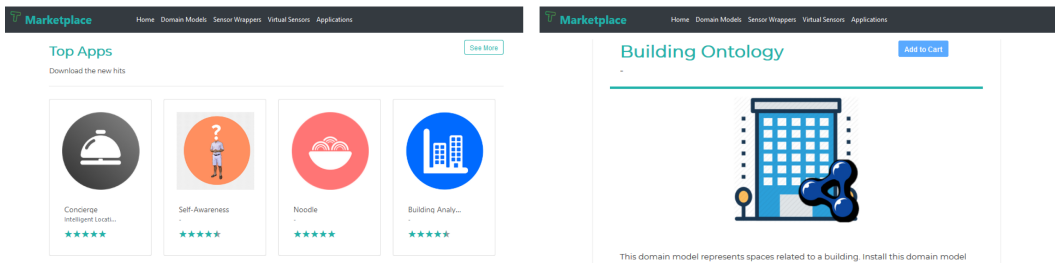 Marketplace Home Domain Models Sensor Wrappers Virtual Sensors Applications
Top Apps See More
Download the new hits
?
Concierge Self-Awareness Noodle Building Analy...
Intelligent Locati... - - -
Marketplace Home Domain Models Sensor Wrappers Virtual Sensors Applications
Building Ontology Add to Cart
-
This domain model represents spaces related to a building. Install this domain model